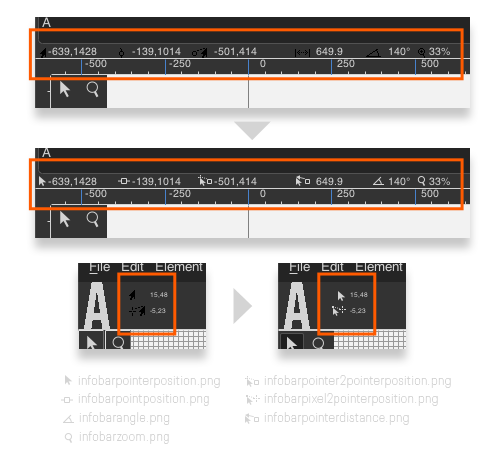 A
-639,1428 -139,1014 -501,414 649.9 140° 33%
-500 -250 0 250 500
A
-639,1428 -139,1014 -501,414 649.9 140° 33%
-500 -250 0 250 500
File Edit Element
A 15,48
-5,23
File Edit Element
A 15,48
-5,23
infobarpointerposition.png infobarpointer2pointerposition.png
infobarpointposition.png infobarpixel2pointerposition.png
infobarangle.png infobarpointerdistance.png
infobarzoom.png